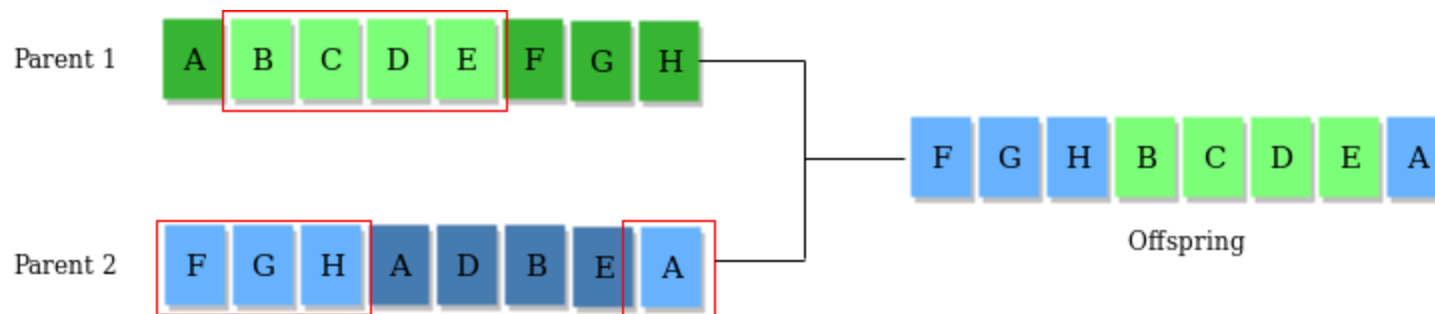 Parent 1 A B C D E F G H
F G H B C D E A
Offspring
Parent 2 F G H A D B E A